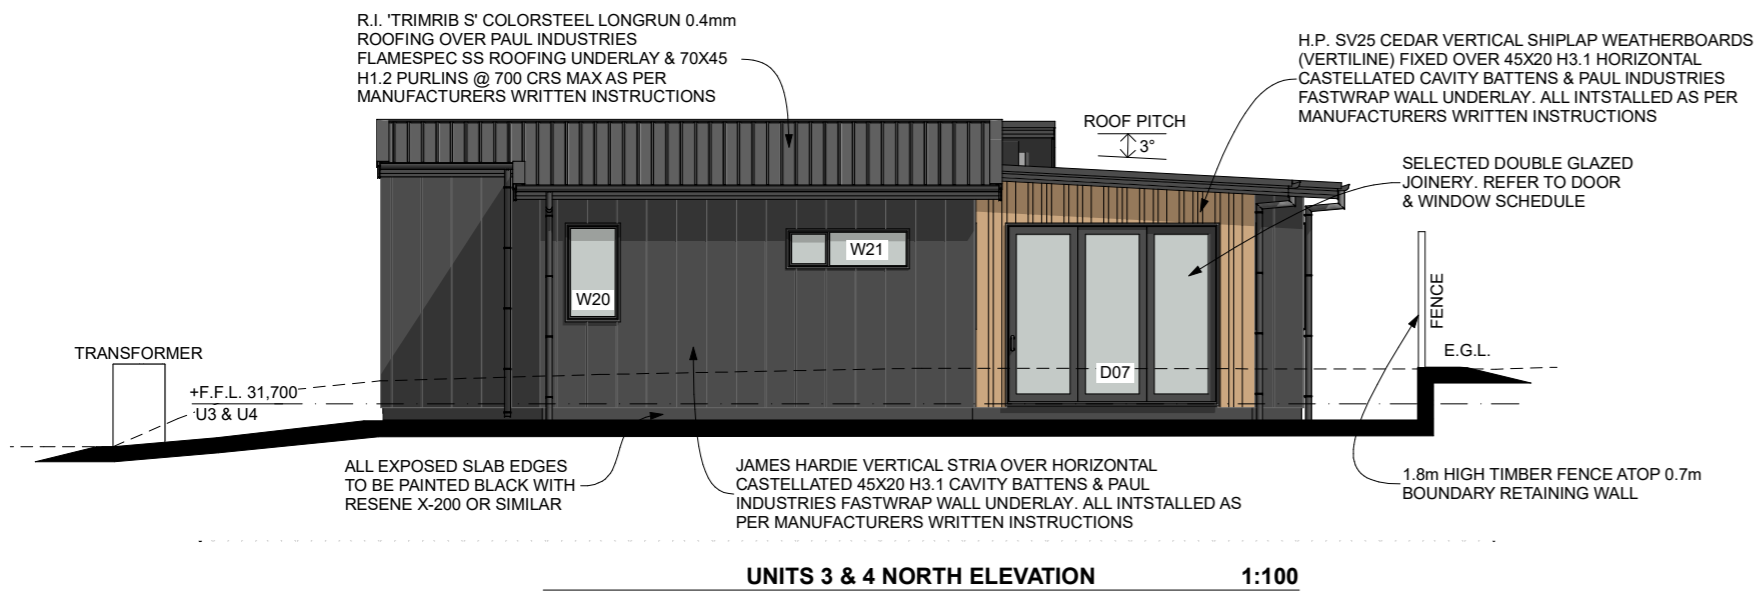 R.I. 'TRIMRIB S' COLORSTEEL LONGRUN 0.4mm
ROOFING OVER PAUL INDUSTRIES
FLAMESPEC SS ROOFING UNDERLAY & 70X45
H1.2 PURLINS @ 700 CRS MAX AS PER
MANUFACTURERS WRITTEN INSTRUCTIONS
H.P. SV25 CEDAR VERTICAL SHIPLAP WEATHERBOARDS
(VERTILINE) FIXED OVER 45X20 H3.1 HORIZONTAL
CASTELLATED CAVITY BATTENS & PAUL INDUSTRIES
FASTWRAP WALL UNDERLAY. ALL INTSTALLED AS PER
MANUFACTURERS WRITTEN INSTRUCTIONS
ROOF PITCH
3°
SELECTED DOUBLE GLAZED
JOINERY. REFER TO DOOR
& WINDOW SCHEDULE
W21
W20
FENCE
TRANSFORMER
E.G.L.
D07
+F.F.L. 31,700
U3 & U4
ALL EXPOSED SLAB EDGES
TO BE PAINTED BLACK WITH
RESENE X-200 OR SIMILAR
JAMES HARDIE VERTICAL STRIA OVER HORIZONTAL
CASTELLATED 45X20 H3.1 CAVITY BATTENS & PAUL
INDUSTRIES FASTWRAP WALL UNDERLAY. ALL INTSTALLED AS
PER MANUFACTURERS WRITTEN INSTRUCTIONS
1.8m HIGH TIMBER FENCE ATOP 0.7m
BOUNDARY RETAINING WALL
UNITS 3 & 4 NORTH ELEVATION 1:100